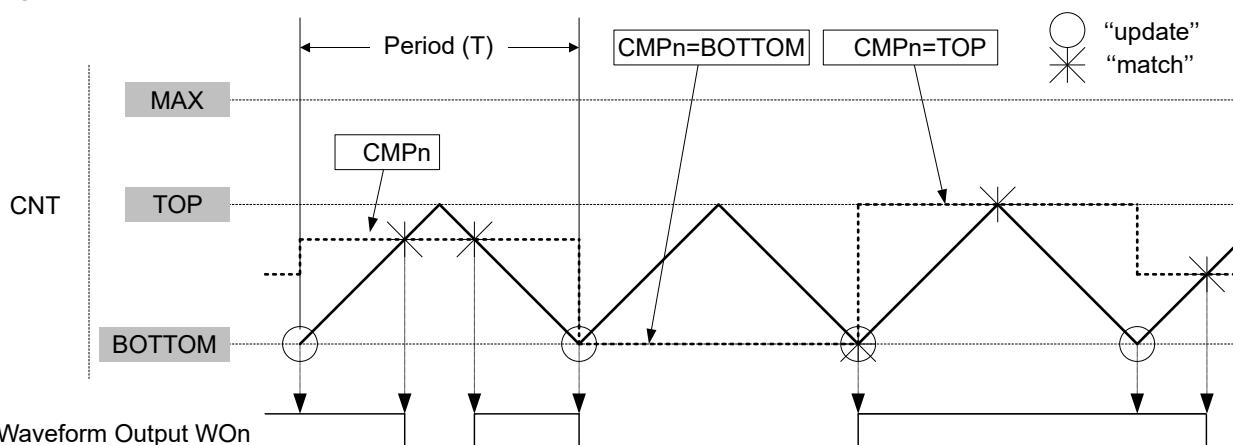 Period (T)
CMPn=BOTTOM
CMPn=TOP
“update”
“match”
MAX
CMPn
CNT
TOP
BOTTOM
Waveform Output WOn